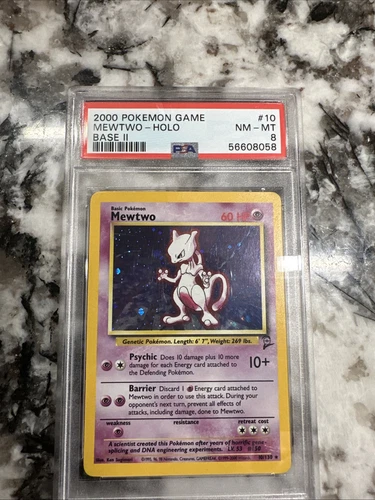 2000 POKEMON GAME #10
MEWTWO - HOLO NM - MT
BASE II 8
PSA 56608058
Basic Pokémon
Mewtwo 60 HP
Genetic Pokémon. Length: 6' 7", Weight: 269 lbs.
Psychic Does 10 damage plus 10 more
damage for each Energy card attached to
the Defending Pokémon.
10+
Barrier Discard 1 Energy card attached to
Mewtwo in order to use this attack. During your
opponent's next turn, prevent all effects of
attacks, including damage, done to Mewtwo.
weakness resistance retreat cost
A scientist created this Pokémon after years of horrific gene-
splicing and DNA engineering experiments. LV. 53
10/130